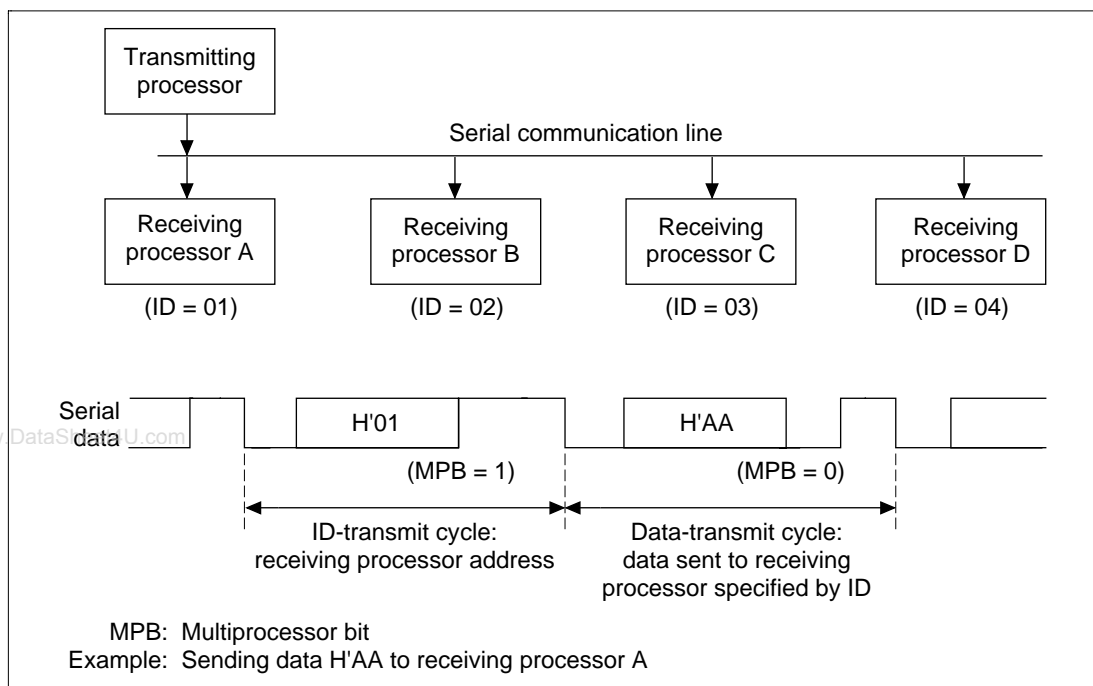 Transmitting
processor
Serial communication line
Receiving
processor A
Receiving
processor B
Receiving
processor C
Receiving
processor D
(ID = 01)
(ID = 02)
(ID = 03)
(ID = 04)
Serial
data
H'01
H'AA
(MPB = 1)
(MPB = 0)
ID-transmit cycle:
receiving processor address
Data-transmit cycle:
data sent to receiving
processor specified by ID
MPB: Multiprocessor bit
Example: Sending data H'AA to receiving processor A